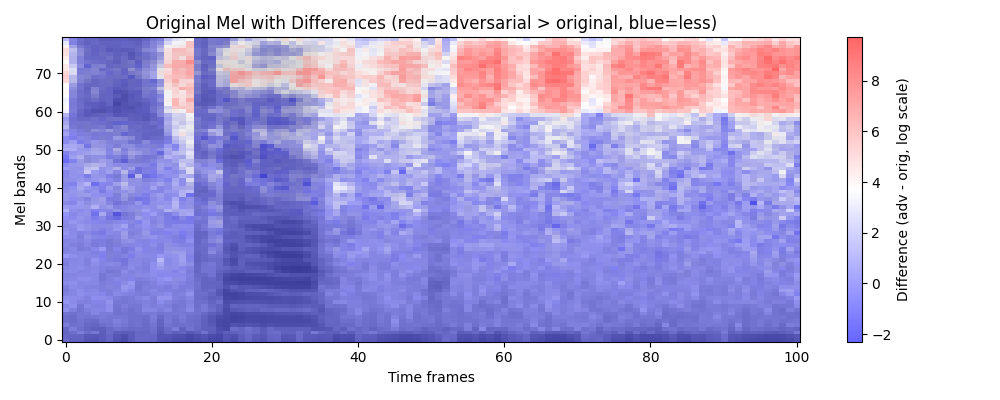 Original Mel with Differences (red=adversarial > original, blue=less)
Mel bands
70
60
50
40
30
20
10
0
0 20 40 60 80 100
Time frames
8
6
4
2
0
−2
Difference (adv - orig, log scale)